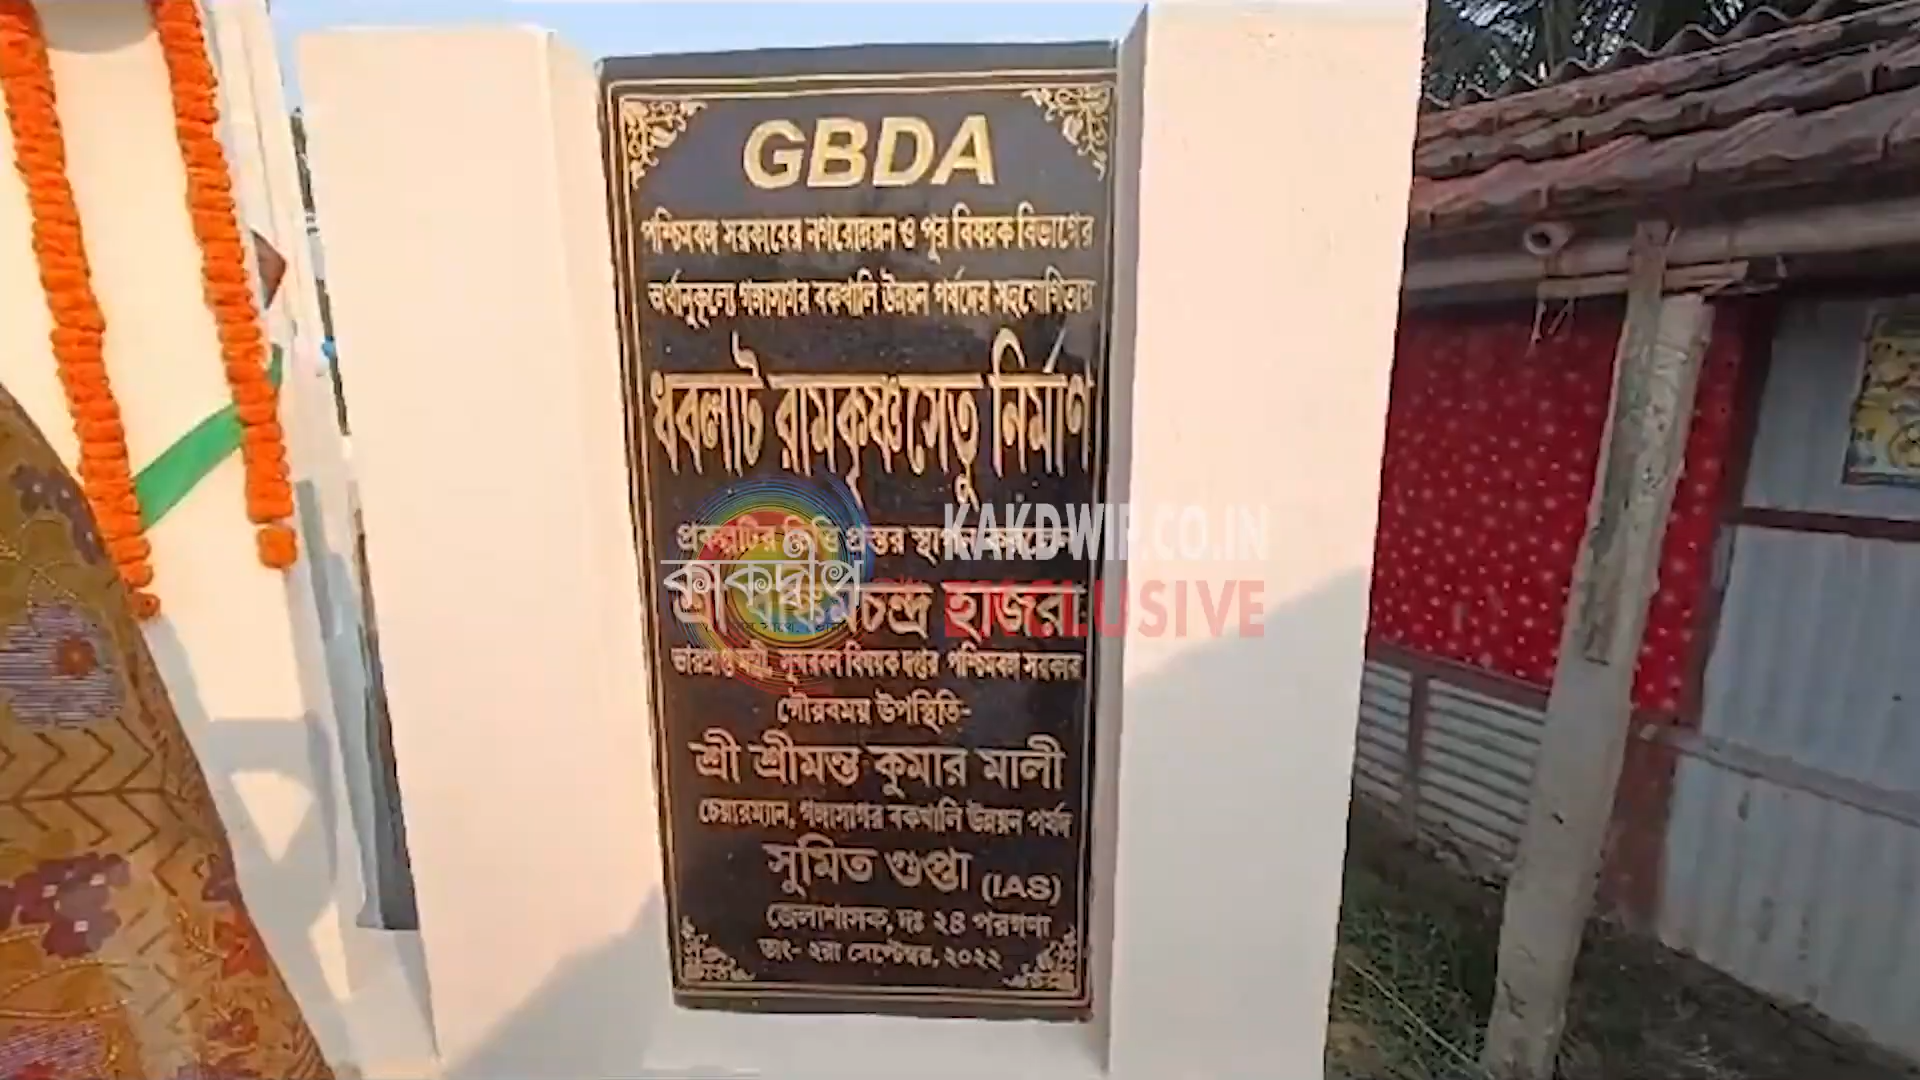 GBDA
পশ্চিমবঙ্গ সরকারের নগরোন্নয়ন ও পুর বিষয়ক বিভাগের
অর্থানুকূল্যে গঙ্গাসাগর বকখালি উন্নয়ন পর্ষদের সহযোগিতায়
ধবলাট রামকৃষ্ণসেতু নির্মাণ
প্রকল্পটির ভিত্তি প্রস্তর স্থাপন করলেন
শ্রী চন্দ্র হাজরা
ভারপ্রাপ্ত মন্ত্রী, সুন্দরবন বিষয়ক দপ্তর পশ্চিমবঙ্গ সরকার
গৌরবময় উপস্থিতি-
শ্রী শ্রীমন্ত কুমার মালী
চেয়ারম্যান, গঙ্গাসাগর বকখালি উন্নয়ন পর্ষদ
সুমিত গুপ্তা (IAS)
জেলাশাসক, দঃ ২৪ পরগণা
তাং- ২রা সেপ্টেম্বর, ২০২২
কাকদ্বীপ
KAKDWIP.CO.IN
EXCLUSIVE